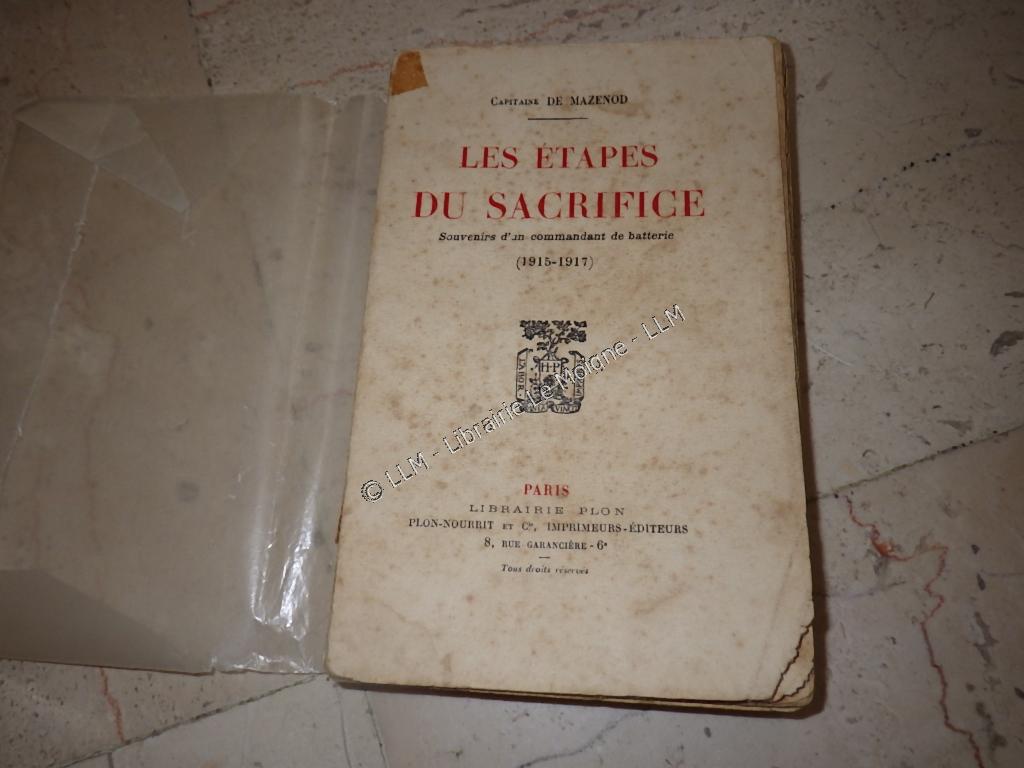 CAPITAINE DE MAZENOD
LES ÉTAPES
DU SACRIFICE
Souvenirs d'un commandant de batterie
(1915-1917)
LABOR
H·P
© LLM - Librairie Le Moigne - LLM
PARIS
LIBRAIRIE PLON
PLON-NOURRIT ET Cie, IMPRIMEURS-ÉDITEURS
8, RUE GARANCIÈRE - 6e
Tous droits réservés